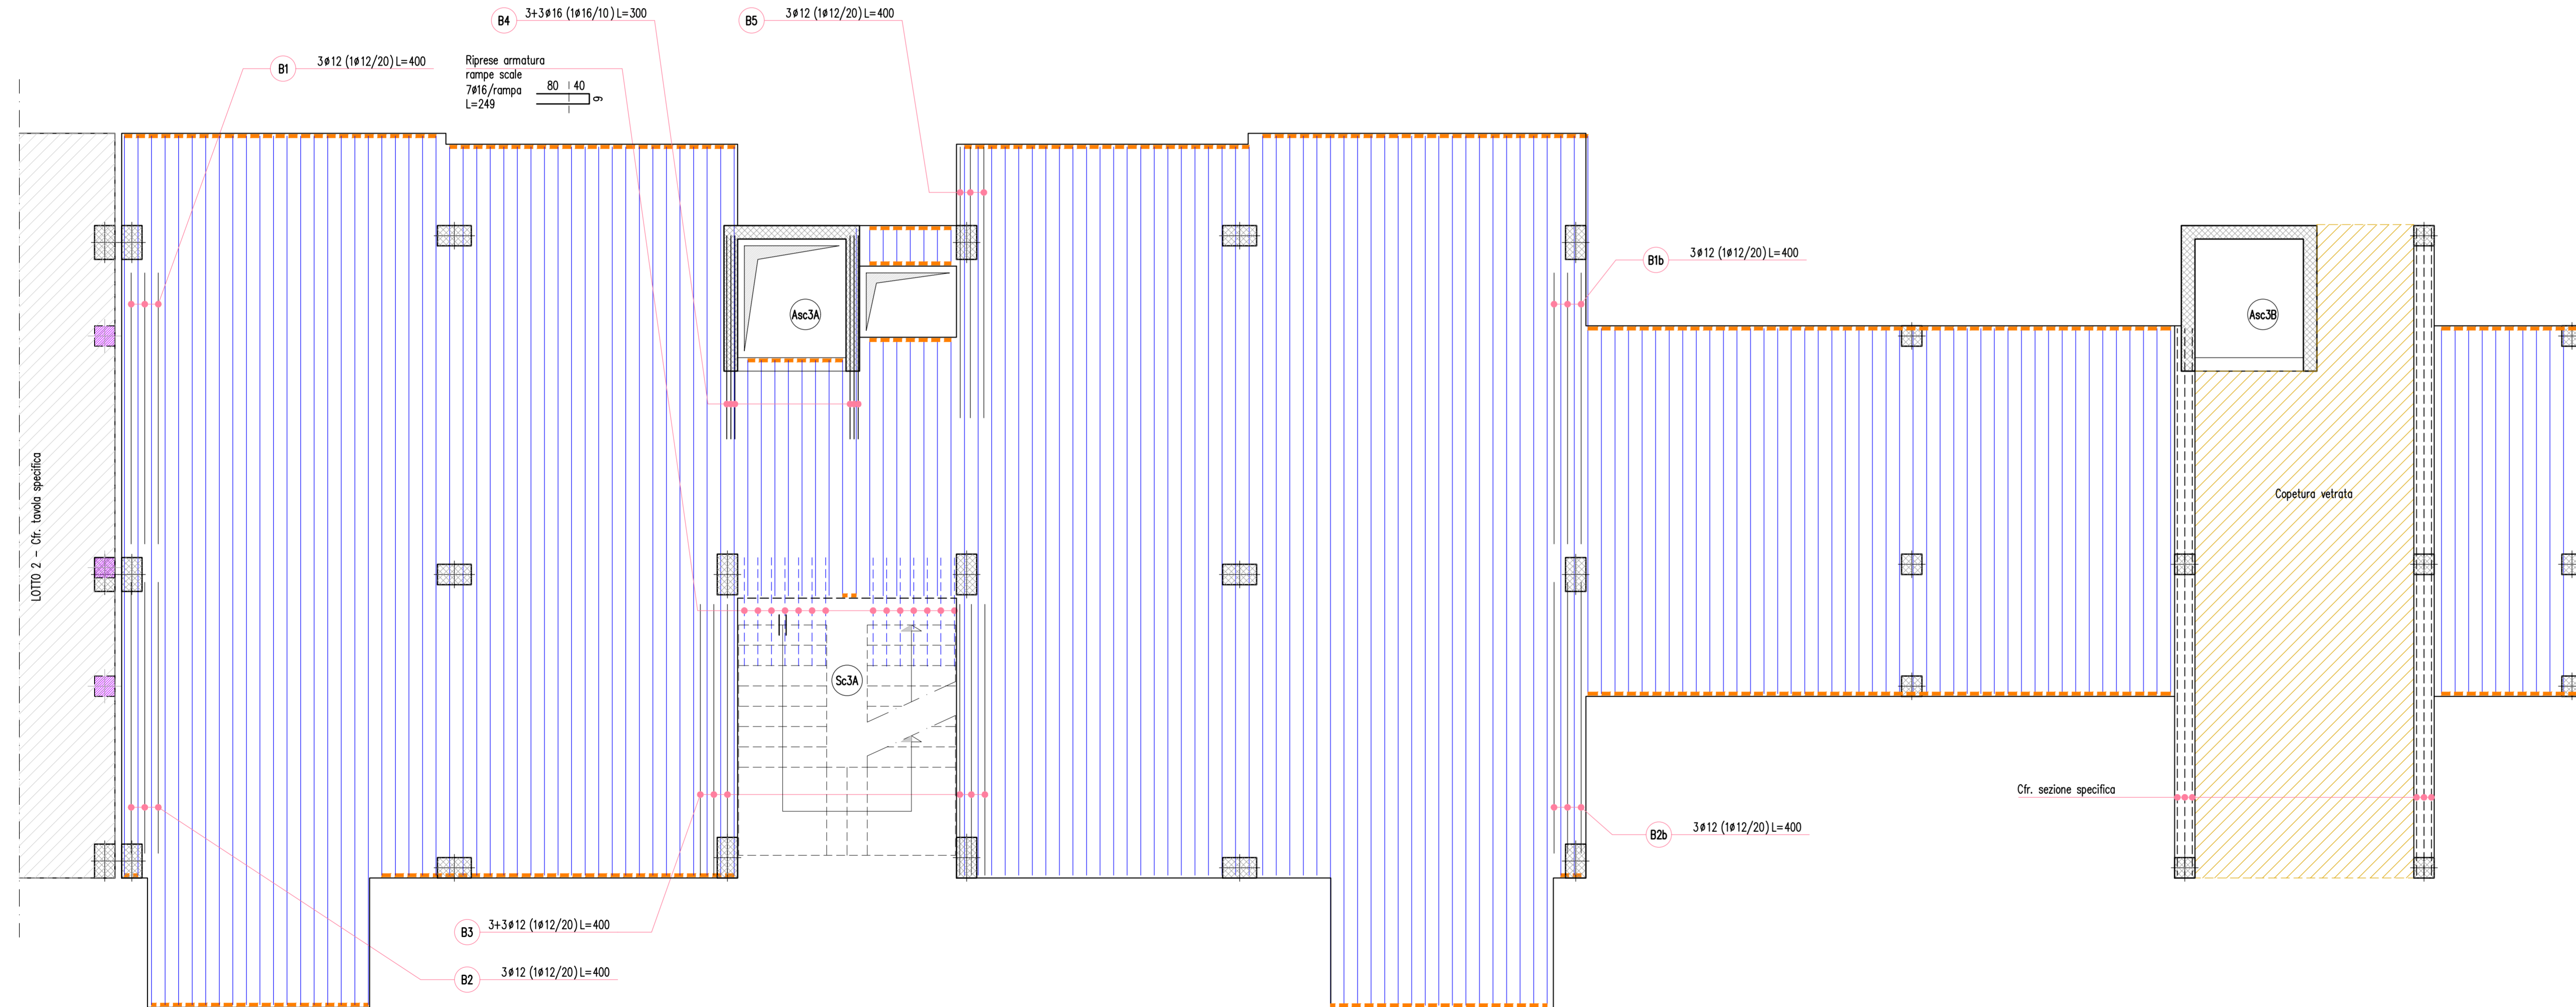 B4 3+3ø16 (1ø16/10) L=300
B5 3ø12 (1ø12/20) L=400
B1 3ø12 (1ø12/20) L=400
Riprese armatura
rampe scale
7ø16/rampa
L=249
80 40
9
B1b 3ø12 (1ø12/20) L=400
Asc3A
Asc3B
LOTTO 2 - Cfr. tavola specifica
Copetura vetrata
Sc3A
Cfr. sezione specifica
B2b 3ø12 (1ø12/20) L=400
B3 3+3ø12 (1ø12/20) L=400
B2 3ø12 (1ø12/20) L=400